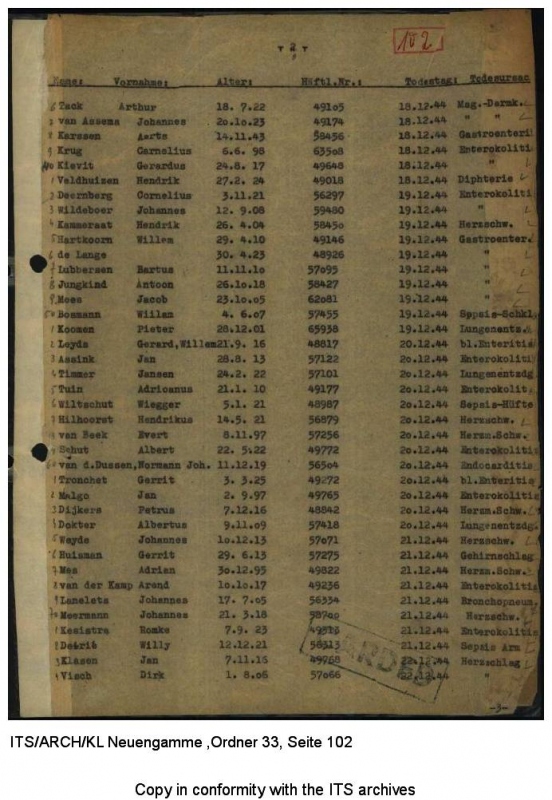 - 2 -
102
Name: Vornahme: Alter: Häftl.Nr.: Todestag: Todesursac
Tack Arthur 18. 7.22 49105 18.12.44 Mag.-Darmk.
van Assema Johannes 20.10.23 49174 18.12.44 " "
Karssen Aarts 14.11.43 58456 18.12.44 Gastroenteri
Krug Carnelius 6.6. 98 63508 18.12.44 Enterokoliti
Kievit Gerardus 24.8. 17 49648 18.12.44 "
Veldhuizen Hendrik 27.2. 24 49018 18.12.44 Diphterie
Deernberg Cornelius 3.11.21 56297 19.12.44 Enterokoliti
Wildeboer Johannes 12. 9.08 59480 19.12.44 "
Kammeraat Hendrik 26. 4.04 58450 19.12.44 Herzschw.
Hartkoorn Willem 29. 4.10 49146 19.12.44 Gastroenter.
de Lange 30. 4.23 48926 19.12.44 "
Lubbersen Bartus 11.11.10 57095 19.12.44 "
Jungkind Antoon 26.10.18 58427 19.12.44 "
Moes Jacob 23.10.05 62081 19.12.44 "
Bosmann Willem 4. 6.07 57455 19.12.44 Sepsis-Schkl
Koomen Pieter 28.12.01 65938 19.12.44 Lungenents.
Leyds Gerard,Willem21.9. 16 48817 20.12.44 bl.Enteritis
Assink Jan 28.8. 13 57122 20.12.44 Enterokoliti
Timmer Jansen 24.2. 22 57101 20.12.44 Lungenentzdg
Tuin Adrioanus 21.1. 10 49177 20.12.44 Enterokolit.
Wiltschut Wiegger 5.1. 21 48987 20.12.44 Sepsis-Hüfte
Hilhoorst Hendrikus 14.5. 21 56879 20.12.44 Herzschw.
van Beek Evert 8.11.97 57256 20.12.44 Herzm.Schw.
Schut Albert 22. 5.22 49772 20.12.44 Enterokolitis
van d.Dussen,Normann Joh. 11.12.19 56504 20.12.44 Endocarditis
Tronchet Gerrit 3. 3.25 49272 20.12.44 bl.Enteritis
Malgo Jan 2. 9.97 49765 20.12.44 Enterokolitis
Dijkers Petrus 7.12.16 48842 20.12.44 Herzm.Schw.
Dokter Albertus 9.11.09 57418 20.12.44 Lungenentzdg.
Weyde Johannes 10.12.13 57071 21.12.44 Herzschw.
Huisman Gerrit 29. 6.13 57275 21.12.44 Gehirnschlag
Mes Adrian 30.12.95 49822 21.12.44 Herzm.Schw.
van der Kamp Arend 10.10.17 49236 21.12.44 Enterokolitis
Lanelets Johannes 17. 7.05 56334 21.12.44 Bronchopneum.
Meermann Johannes 21. 3.18 21.12.44 Herzschw.
Keeistra Romke 7.9. 23 21.12.44 Enterokolitis
Willy 12.12.21 56313 21.12.44 Sepsis Arm
Klasen Jan 7.11.16 49768 22.12.44 Herzschlag
Visch Dirk 1. 8.06 57066 22.12.44 "
-3-
ITS/ARCH/KL Neuengamme ,Ordner 33, Seite 102
Copy in conformity with the ITS archives